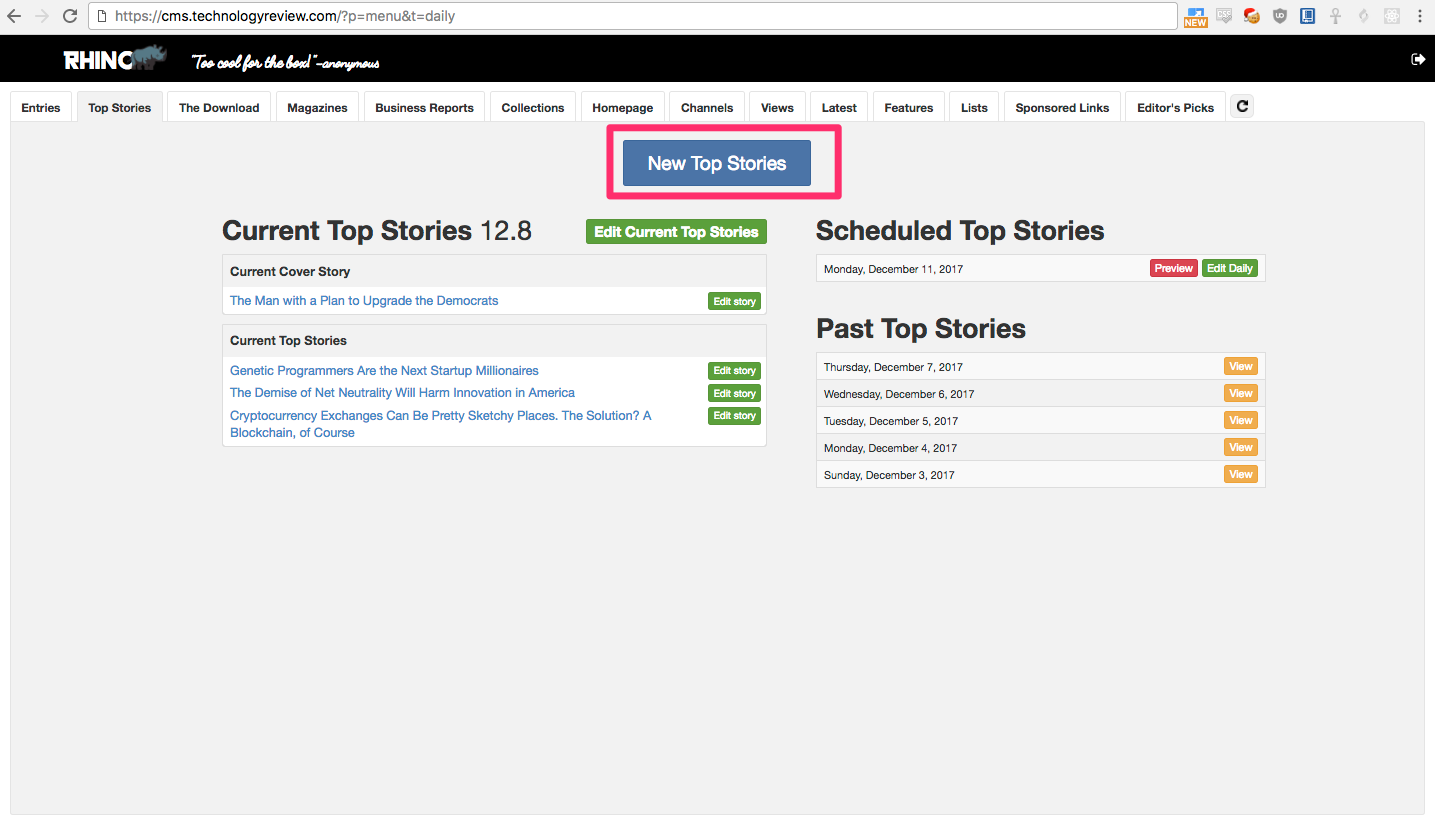 https://cms.technologyreview.com/?p=menu&t=daily
NEW
RHINO "Too cool for the box!" -anonymous
Entries Top Stories The Download Magazines Business Reports Collections Homepage Channels Views Latest Features Lists Sponsored Links Editor's Picks
New Top Stories
Current Top Stories 12.8 Edit Current Top Stories
Current Cover Story
The Man with a Plan to Upgrade the Democrats Edit story
Current Top Stories
Genetic Programmers Are the Next Startup Millionaires Edit story
The Demise of Net Neutrality Will Harm Innovation in America Edit story
Cryptocurrency Exchanges Can Be Pretty Sketchy Places. The Solution? A Edit story
Blockchain, of Course
Scheduled Top Stories
Monday, December 11, 2017 Preview Edit Daily
Past Top Stories
Thursday, December 7, 2017 View
Wednesday, December 6, 2017 View
Tuesday, December 5, 2017 View
Monday, December 4, 2017 View
Sunday, December 3, 2017 View